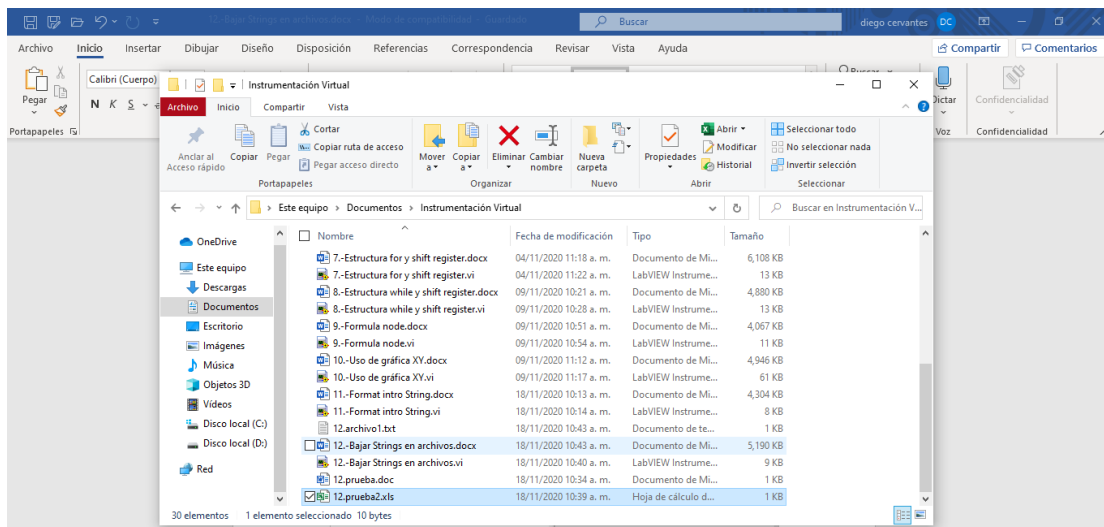 12.-Bajar Strings en archivos.docx - Modo de compatibilidad - Guardado
Buscar
diego cervantes DC
Archivo Inicio Insertar Dibujar Diseño Disposición Referencias Correspondencia Revisar Vista Ayuda
Compartir Comentarios
Pegar
Calibri (Cuerpo)
N K S
Portapapeles
Dictar
Confidencialidad
Voz
Confidencialidad
Instrumentación Virtual
Archivo Inicio Compartir Vista
Anclar al Acceso rápido
Copiar
Pegar
Cortar
Copiar ruta de acceso
Pegar acceso directo
Portapapeles
Mover a
Copiar a
Eliminar
Cambiar nombre
Organizar
Nueva carpeta
Nuevo
Propiedades
Abrir
Modificar
Historial
Abrir
Seleccionar todo
No seleccionar nada
Invertir selección
Seleccionar
Este equipo > Documentos > Instrumentación Virtual
Buscar en Instrumentación V...
OneDrive
Este equipo
Descargas
Documentos
Escritorio
Imágenes
Música
Objetos 3D
Vídeos
Disco local (C:)
Disco local (D:)
Red
Nombre Fecha de modificación Tipo Tamaño
7.-Estructura for y shift register.docx 04/11/2020 11:18 a. m. Documento de Mi... 6,108 KB
7.-Estructura for y shift register.vi 04/11/2020 11:22 a. m. LabVIEW Instrume... 13 KB
8.-Estructura while y shift register.docx 09/11/2020 10:21 a. m. Documento de Mi... 4,880 KB
8.-Estructura while y shift register.vi 09/11/2020 10:28 a. m. LabVIEW Instrume... 13 KB
9.-Formula node.docx 09/11/2020 10:51 a. m. Documento de Mi... 4,067 KB
9.-Formula node.vi 09/11/2020 10:54 a. m. LabVIEW Instrume... 11 KB
10.-Uso de gráfica XY.docx 09/11/2020 11:12 a. m. Documento de Mi... 4,946 KB
10.-Uso de gráfica XY.vi 09/11/2020 11:17 a. m. LabVIEW Instrume... 61 KB
11.-Format intro String.docx 18/11/2020 10:13 a. m. Documento de Mi... 4,304 KB
11.-Format intro String.vi 18/11/2020 10:14 a. m. LabVIEW Instrume... 8 KB
12.archivo1.txt 18/11/2020 10:43 a. m. Documento de te... 1 KB
12.-Bajar Strings en archivos.docx 18/11/2020 10:43 a. m. Documento de Mi... 5,190 KB
12.-Bajar Strings en archivos.vi 18/11/2020 10:40 a. m. LabVIEW Instrume... 9 KB
12.prueba.doc 18/11/2020 10:34 a. m. Documento de Mi... 1 KB
12.prueba2.xls 18/11/2020 10:39 a. m. Hoja de cálculo d... 1 KB
30 elementos 1 elemento seleccionado 10 bytes